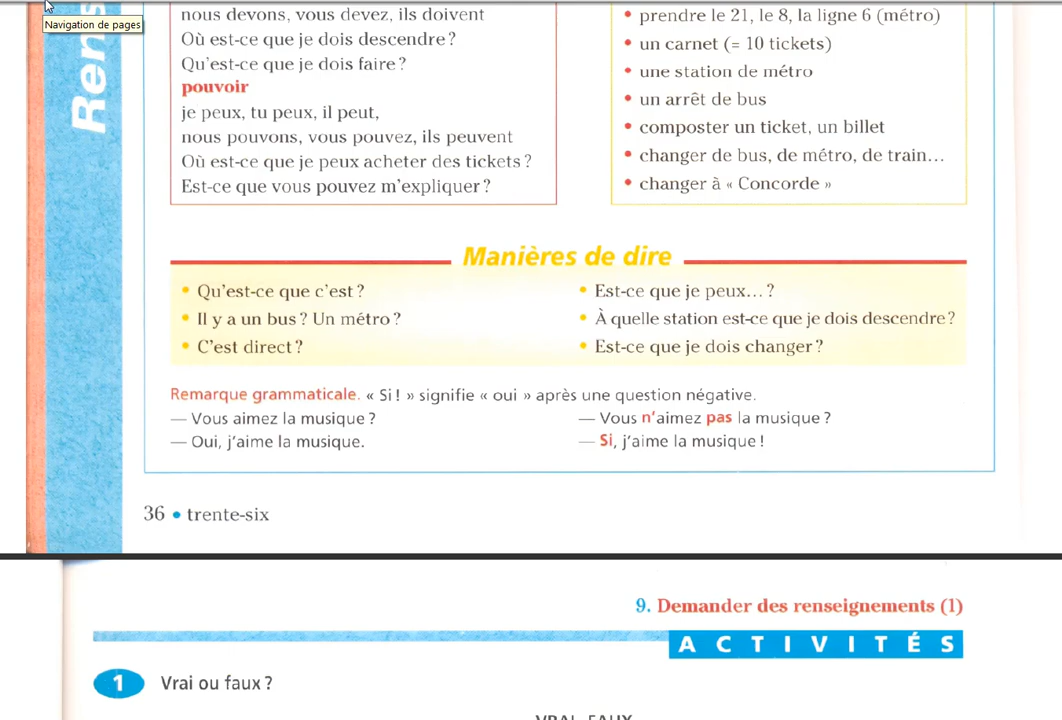 Navigation de pages
Rens
nous devons, vous devez, ils doivent
Où est-ce que je dois descendre ?
Qu'est-ce que je dois faire ?
pouvoir
je peux, tu peux, il peut,
nous pouvons, vous pouvez, ils peuvent
Où est-ce que je peux acheter des tickets ?
Est-ce que vous pouvez m'expliquer ?
• prendre le 21, le 8, la ligne 6 (métro)
• un carnet (= 10 tickets)
• une station de métro
• un arrêt de bus
• composter un ticket, un billet
• changer de bus, de métro, de train…
• changer à « Concorde »
Manières de dire
• Qu'est-ce que c'est ?
• Il y a un bus ? Un métro ?
• C'est direct ?
• Est-ce que je peux… ?
• À quelle station est-ce que je dois descendre ?
• Est-ce que je dois changer ?
Remarque grammaticale. « Si ! » signifie « oui » après une question négative.
— Vous aimez la musique ?
— Oui, j'aime la musique.
— Vous n'aimez pas la musique ?
— Si, j'aime la musique !
36 • trente-six
9. Demander des renseignements (1)
ACTIVITÉS
1 Vrai ou faux ?
VRAI FAUX